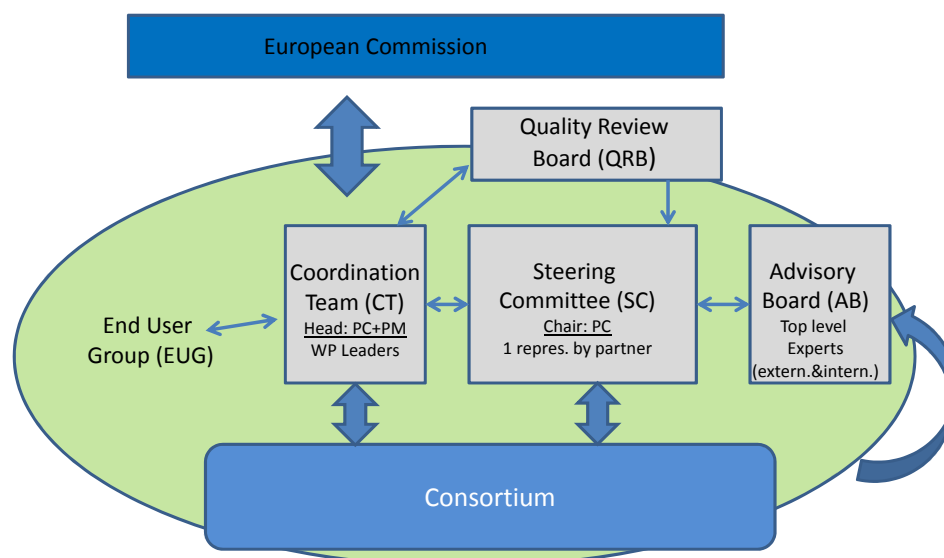 European Commission
Quality Review
Board (QRB)
Coordination
Team (CT)
Head: PC+PM
WP Leaders
Steering
Committee (SC)
Chair: PC
1 repres. by partner
Advisory
Board (AB)
Top level
Experts
(extern.&intern.)
End User
Group (EUG)
Consortium